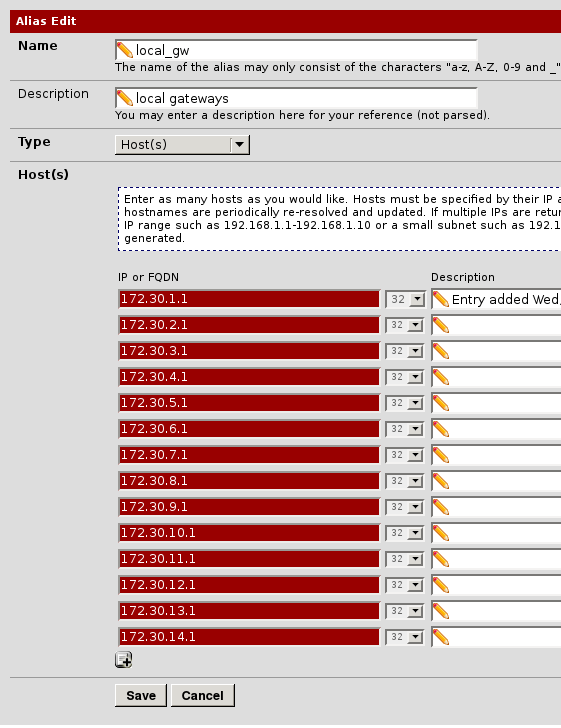 Alias Edit
Name
local_gw
The name of the alias may only consist of the characters "a-z, A-Z, 0-9 and _"
Description
local gateways
You may enter a description here for your reference (not parsed).
Type
Host(s)
Host(s)
Enter as many hosts as you would like. Hosts must be specified by their IP a
hostnames are periodically re-resolved and updated. If multiple IPs are retu
IP range such as 192.168.1.1-192.168.1.10 or a small subnet such as 192.1
generated.
IP or FQDN Description
172.30.1.1 32 Entry added Wed,
172.30.2.1 32
172.30.3.1 32
172.30.4.1 32
172.30.5.1 32
172.30.6.1 32
172.30.7.1 32
172.30.8.1 32
172.30.9.1 32
172.30.10.1 32
172.30.11.1 32
172.30.12.1 32
172.30.13.1 32
172.30.14.1 32
Save Cancel